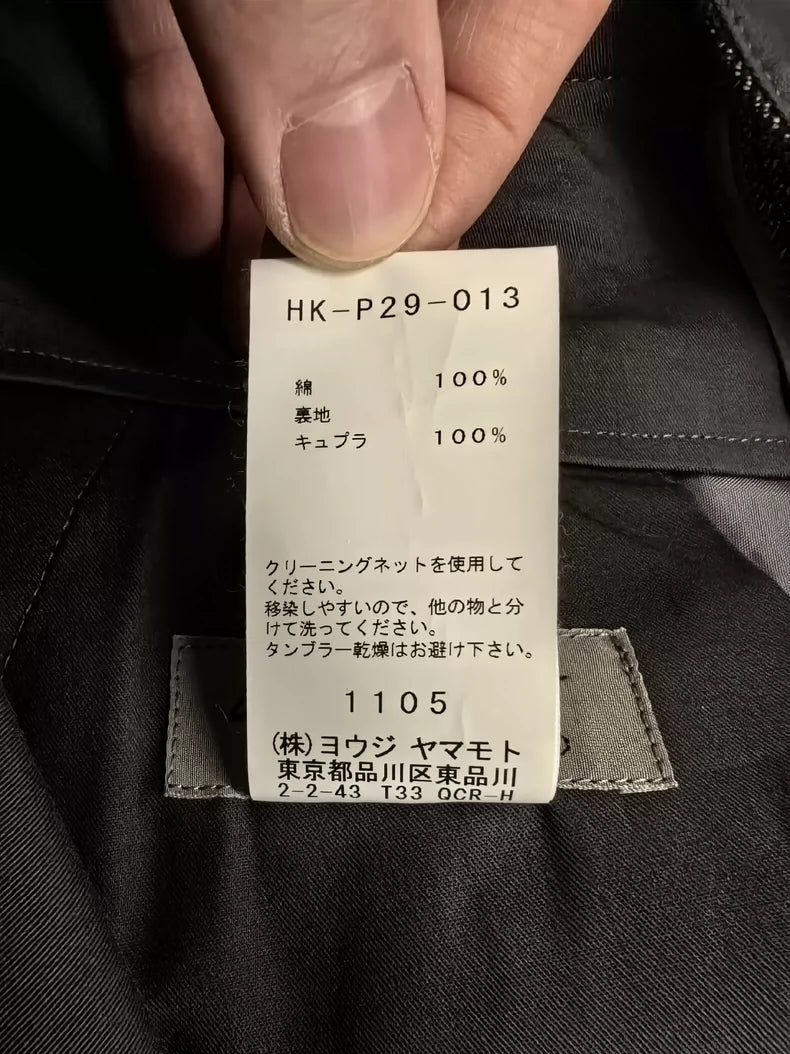 HK-P29-013
綿 100%
裏地
キュプラ 100%
クリーニングネットを使用して
ください。
移染しやすいので、他の物と分
けて洗ってください。
タンブラー乾燥はお避け下さい。
1105
(株)ヨウジ ヤマモト
東京都品川区東品川
2-2-43 T33 QCR-H